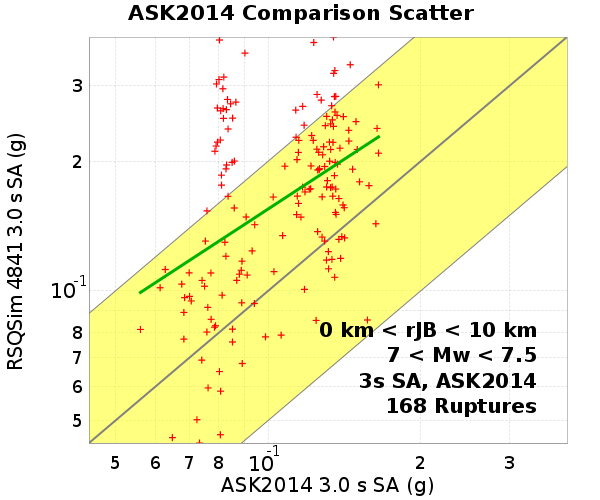 ASK2014 Comparison Scatter
RSQSim 4841 3.0 s SA (g)
3
2
10-1
8
7
6
5
0 km < rJB < 10 km
7 < Mw < 7.5
3s SA, ASK2014
168 Ruptures
5 6 7 8 10-1 2 3
ASK2014 3.0 s SA (g)